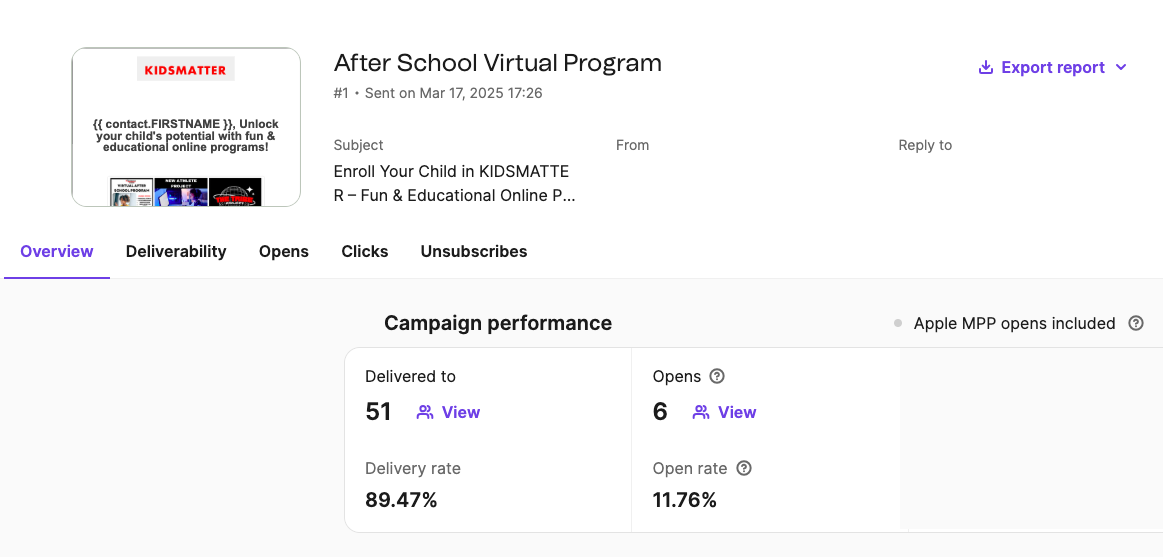 KIDSMATTER
{{ contact.FIRSTNAME }}, Unlock
your child's potential with fun &
educational online programs!
VIRTUAL AFTER
SCHOOL PROGRAM
NEW ATHLETE
PROJECT
After School Virtual Program
#1 • Sent on Mar 17, 2025 17:26
Export report
Subject
From
Reply to
Enroll Your Child in KIDSMATTE
R – Fun & Educational Online P...
Overview
Deliverability
Opens
Clicks
Unsubscribes
Campaign performance
Apple MPP opens included
Delivered to
51
View
Delivery rate
89.47%
Opens
6
View
Open rate
11.76%